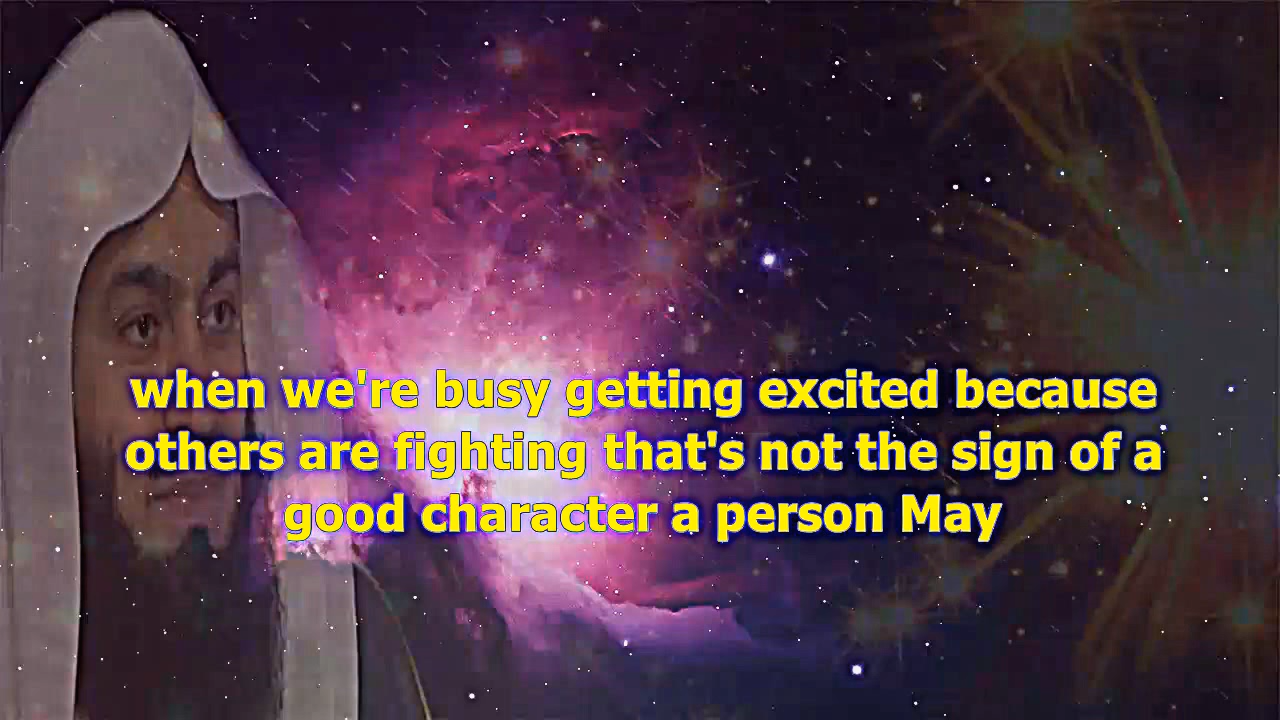 when we're busy getting excited because
others are fighting that's not the sign of a
good character a person May